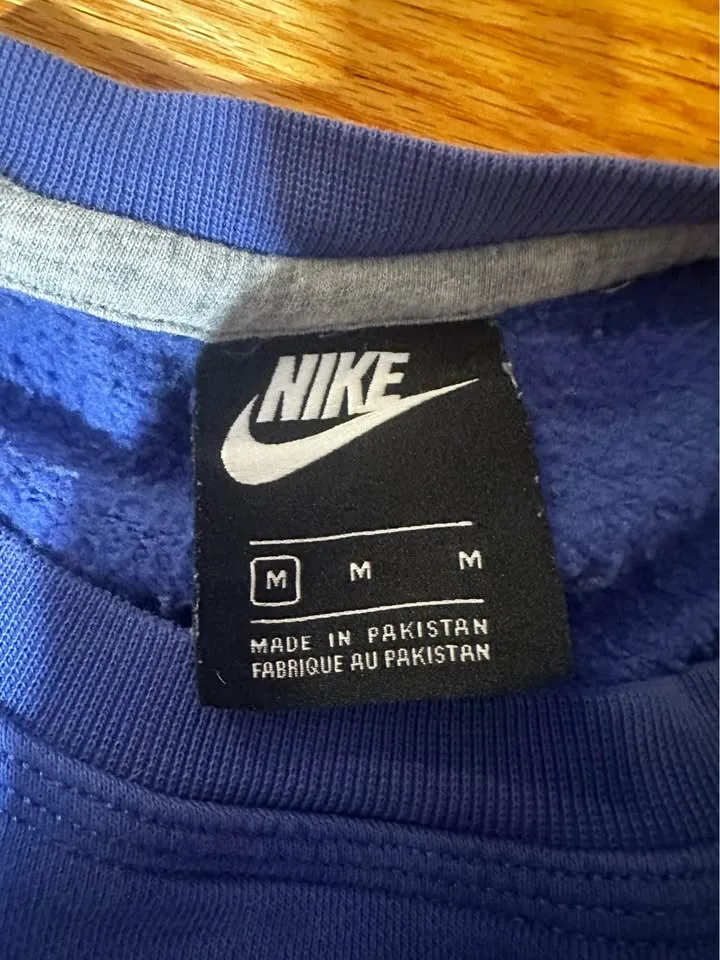 NIKE
M M M
MADE IN PAKISTAN
FABRIQUE AU PAKISTAN